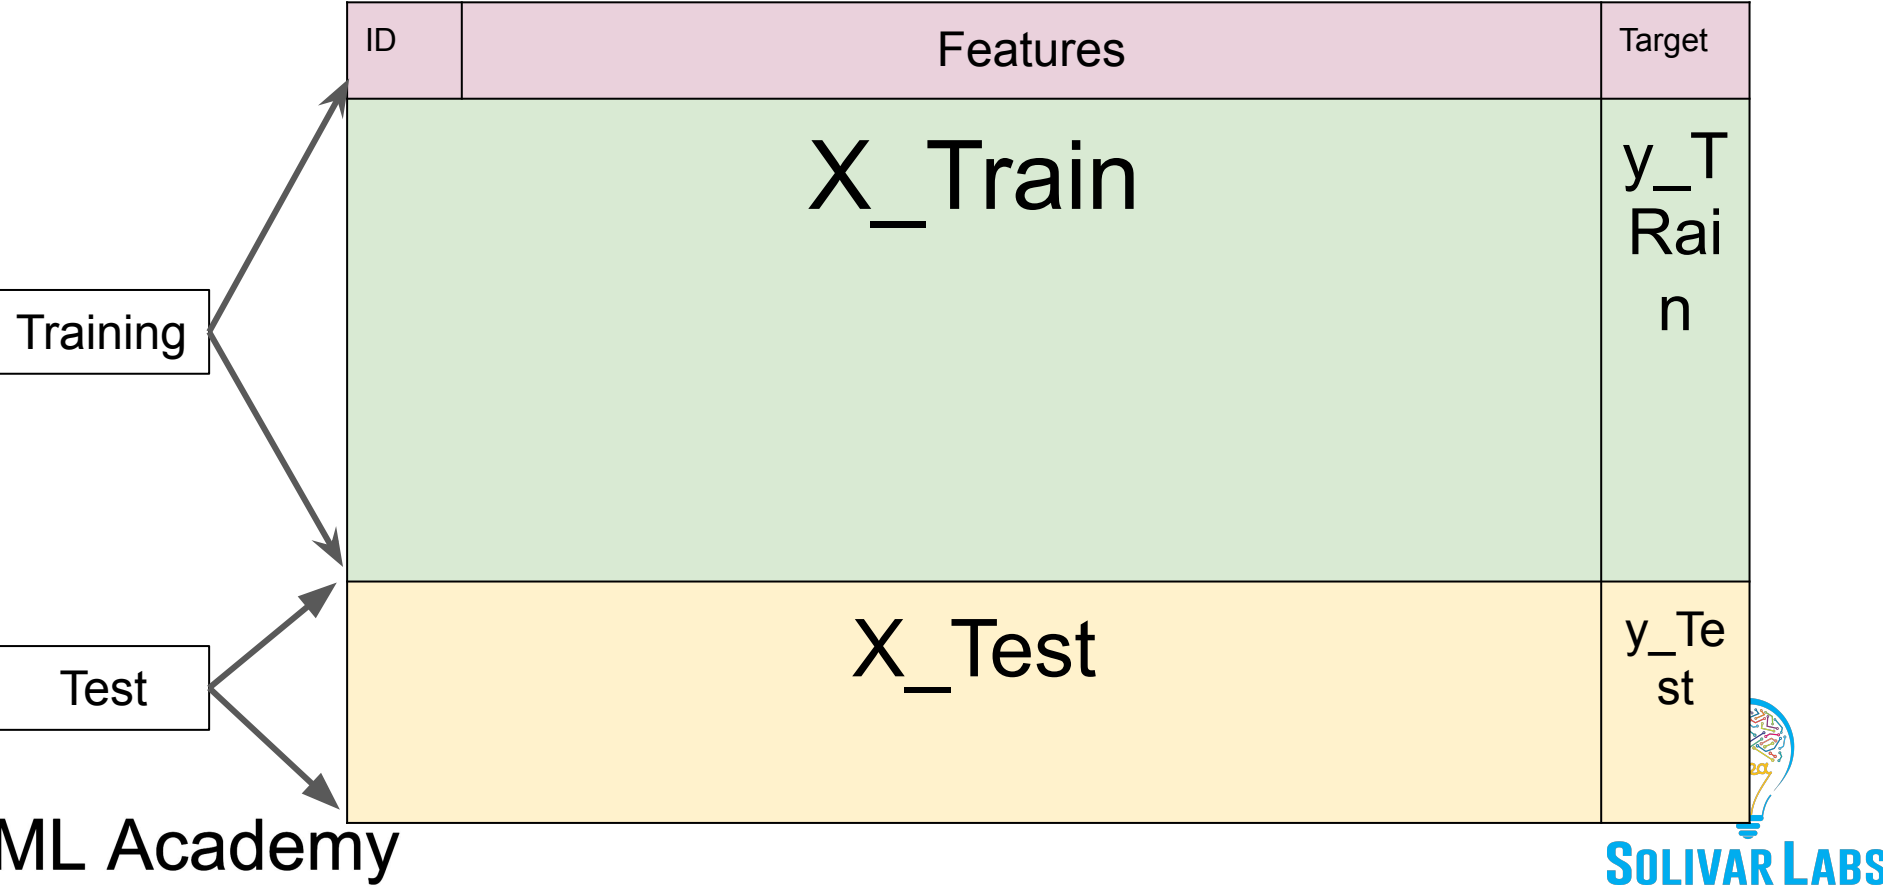 ID
Features
Target
X_Train
y_T
Rai
n
Training
X_Test
y_Te
st
Test
ML Academy
SOLIVAR LABS